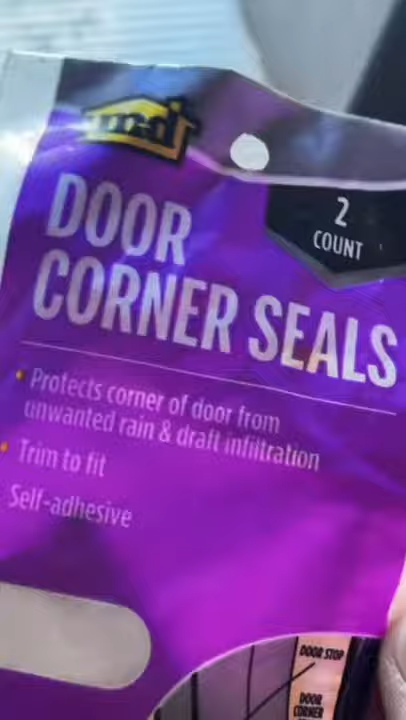 m-d
2
COUNT
DOOR
CORNER SEALS
• Protects corner of door from
unwanted rain & draft infiltration
• Trim to fit
Self-adhesive
DOOR STOP
DOOR
CORNER